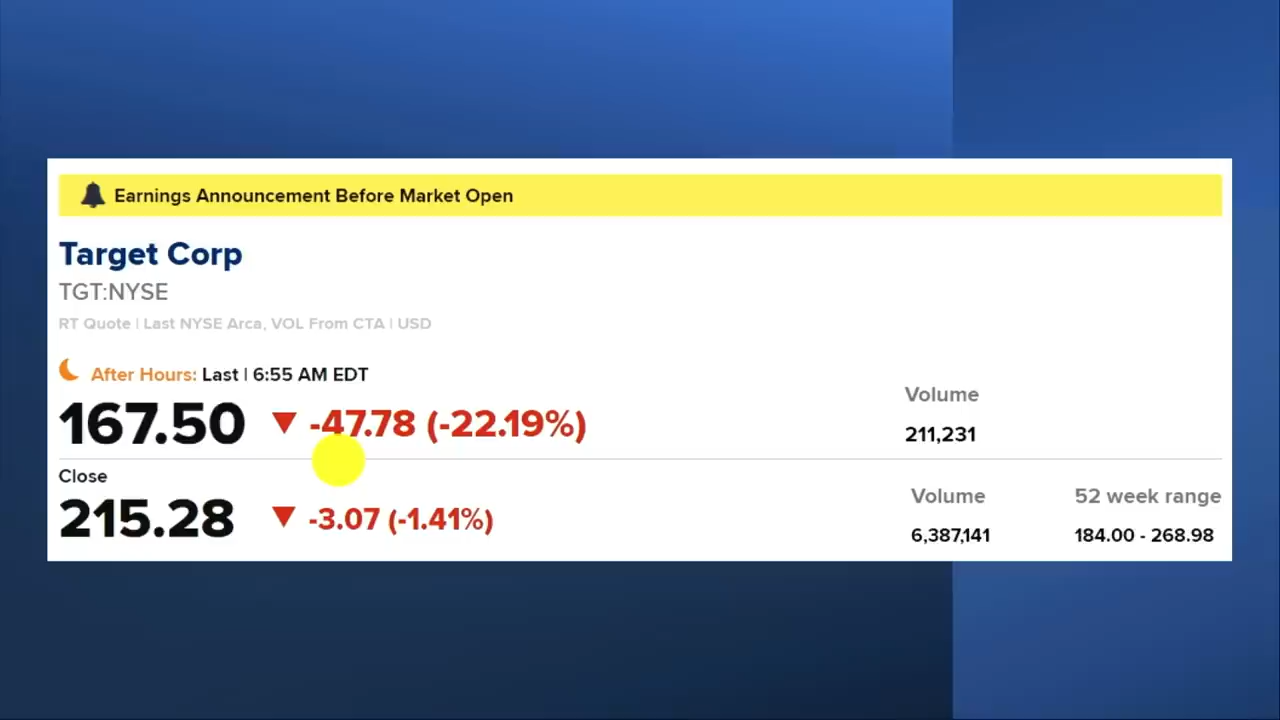 Earnings Announcement Before Market Open
Target Corp
TGT:NYSE
RT Quote | Last NYSE Arca, VOL From CTA | USD
After Hours: Last | 6:55 AM EDT
167.50 ▼ -47.78 (-22.19%)
Volume
211,231
Close
215.28 ▼ -3.07 (-1.41%)
Volume
6,387,141
52 week range
184.00 - 268.98